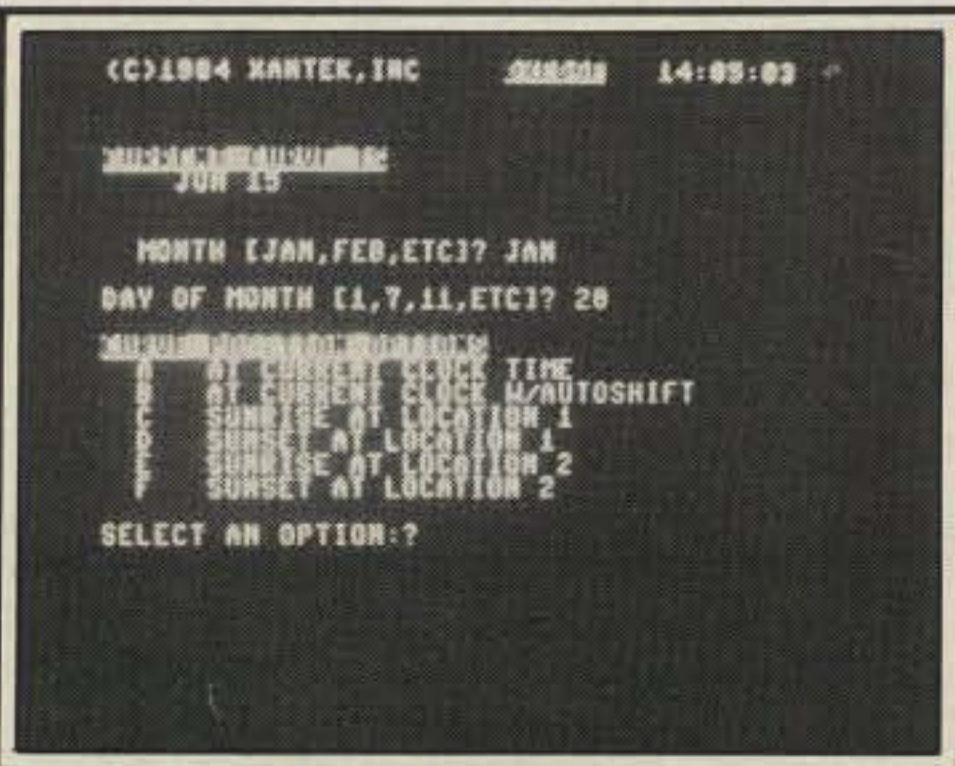 (C)1984 XANTEK,INC 14:05:03
JUN 15
MONTH [JAN,FEB,ETC]? JAN
DAY OF MONTH [1,7,11,ETC]? 20
A AT CURRENT CLOCK TIME
B AT CURRENT CLOCK W/AUTOSHIFT
C SUNRISE AT LOCATION 1
D SUNSET AT LOCATION 1
E SUNRISE AT LOCATION 2
F SUNSET AT LOCATION 2
SELECT AN OPTION:?